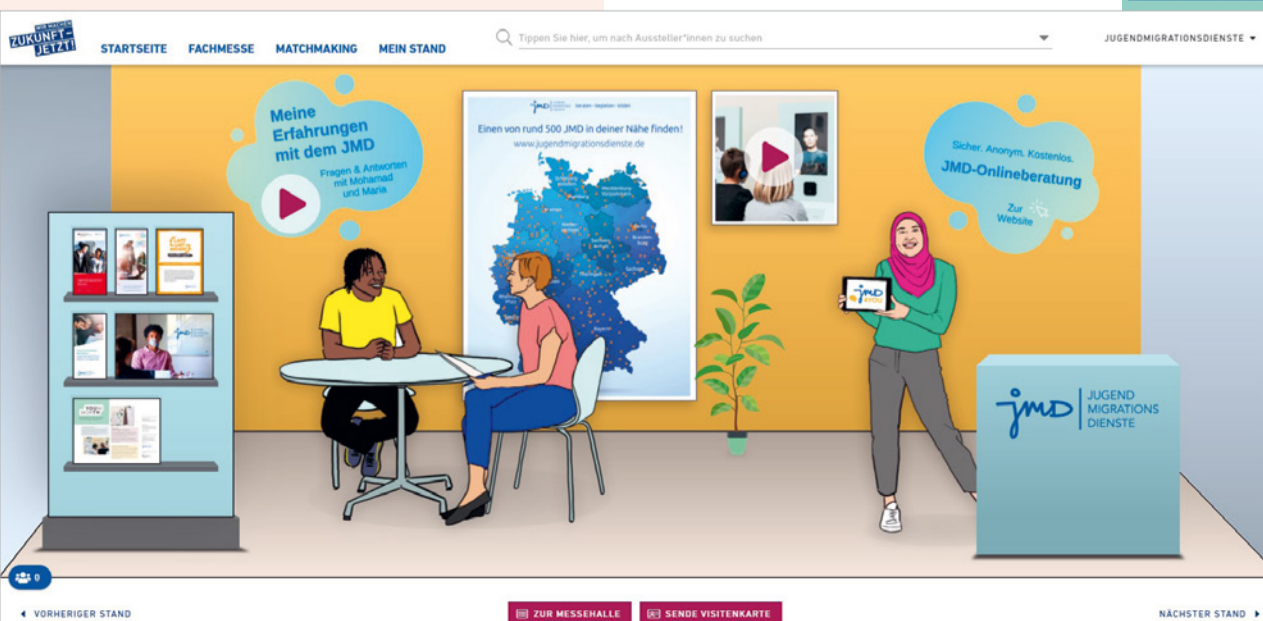 WIR MACHEN
ZUKUNFT-
JETZT!
STARTSEITE FACHMESSE MATCHMAKING MEIN STAND
Tippen Sie hier, um nach Aussteller*innen zu suchen
JUGENDMIGRATIONSDIENSTE
Meine
Erfahrungen
mit dem JMD
Fragen & Antworten
mit Mohamad
und Maria
jmd
Einen von rund 500 JMD in deiner Nähe finden!
www.jugendmigrationsdienste.de
Sicher. Anonym. Kostenlos.
JMD-Onlineberatung
Zur
Website
jmd
4YOU
jmd JUGEND
MIGRATIONS
DIENSTE
0
VORHERIGER STAND
ZUR MESSEHALLE
SENDE VISITENKARTE
NÄCHSTER STAND